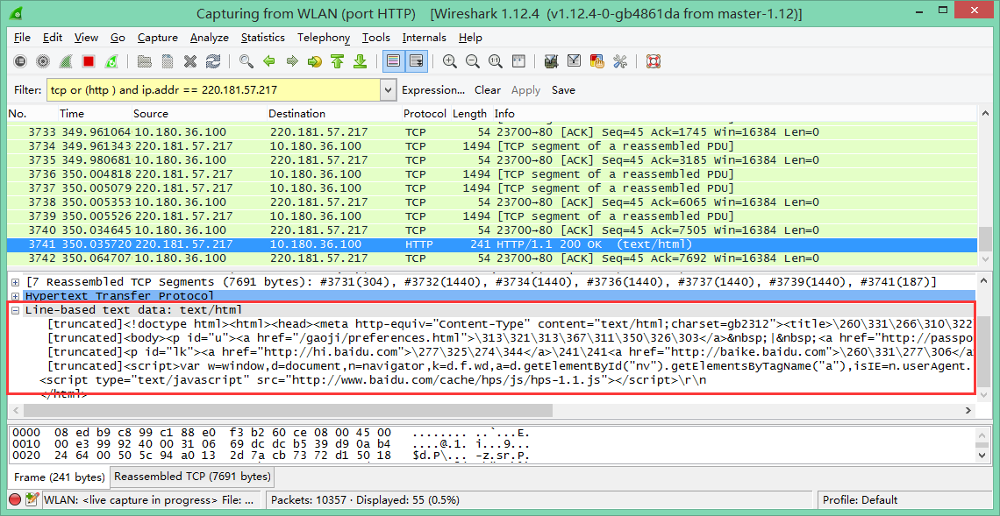 Capturing from WLAN (port HTTP) [Wireshark 1.12.4 (v1.12.4-0-gb4861da from master-1.12)]
File Edit View Go Capture Analyze Statistics Telephony Tools Internals Help
Filter: tcp or (http ) and ip.addr == 220.181.57.217 Expression... Clear Apply Save
No. Time Source Destination Protocol Length Info
3733 349.961064 10.180.36.100 220.181.57.217 TCP 54 23700→80 [ACK] Seq=45 Ack=1745 Win=16384 Len=0
3734 349.961343 220.181.57.217 10.180.36.100 TCP 1494 [TCP segment of a reassembled PDU]
3735 349.980681 10.180.36.100 220.181.57.217 TCP 54 23700→80 [ACK] Seq=45 Ack=3185 Win=16384 Len=0
3736 350.004818 220.181.57.217 10.180.36.100 TCP 1494 [TCP segment of a reassembled PDU]
3737 350.005079 220.181.57.217 10.180.36.100 TCP 1494 [TCP segment of a reassembled PDU]
3738 350.005353 10.180.36.100 220.181.57.217 TCP 54 23700→80 [ACK] Seq=45 Ack=6065 Win=16384 Len=0
3739 350.005526 220.181.57.217 10.180.36.100 TCP 1494 [TCP segment of a reassembled PDU]
3740 350.034645 10.180.36.100 220.181.57.217 TCP 54 23700→80 [ACK] Seq=45 Ack=7505 Win=16384 Len=0
3741 350.035720 220.181.57.217 10.180.36.100 HTTP 241 HTTP/1.1 200 OK (text/html)
3742 350.064707 10.180.36.100 220.181.57.217 TCP 54 23700→80 [ACK] Seq=45 Ack=7692 Win=16384 Len=0
[7 Reassembled TCP Segments (7691 bytes): #3731(304), #3732(1440), #3734(1440), #3736(1440), #3737(1440), #3739(1440), #3741(187)]
Hypertext Transfer Protocol
Line-based text data: text/html
[truncated]<!doctype html><html><head><meta http-equiv="Content-Type" content="text/html;charset=gb2312"><title>\260\331\266\310\322
[truncated]<body><p id="u"><a href="/gaoji/preferences.html">\313\321\313\367\311\350\326\303</a>&nbsp;|&nbsp;<a href="http://passpo
[truncated]<p id="lk"><a href="http://hi.baidu.com">\277\325\274\344</a>\241\241<a href="http://baike.baidu.com">\260\331\277\306</a
[truncated]<script>var w=window,d=document,n=navigator,k=d.f.wd,a=d.getElementById("nv").getElementsByTagName("a"),isIE=n.userAgent.
<script type="text/javascript" src="http://www.baidu.com/cache/hps/js/hps-1.1.js"></script>\r\n
</html>
0000 08 ed b9 c8 99 c1 88 e0 f3 b2 60 ce 08 00 45 00 ........ ..`...E.
0010 00 e3 99 92 40 00 31 06 69 dc dc b5 39 d9 0a b4 ....@.1. i...9...
0020 24 64 00 50 5c 94 a0 13 2d 7a cb 73 72 d1 50 18 $d.P\... -z.sr.P.
Frame (241 bytes) Reassembled TCP (7691 bytes)
WLAN: <live capture in progress> File: ... Packets: 10357 · Displayed: 55 (0.5%) Profile: Default